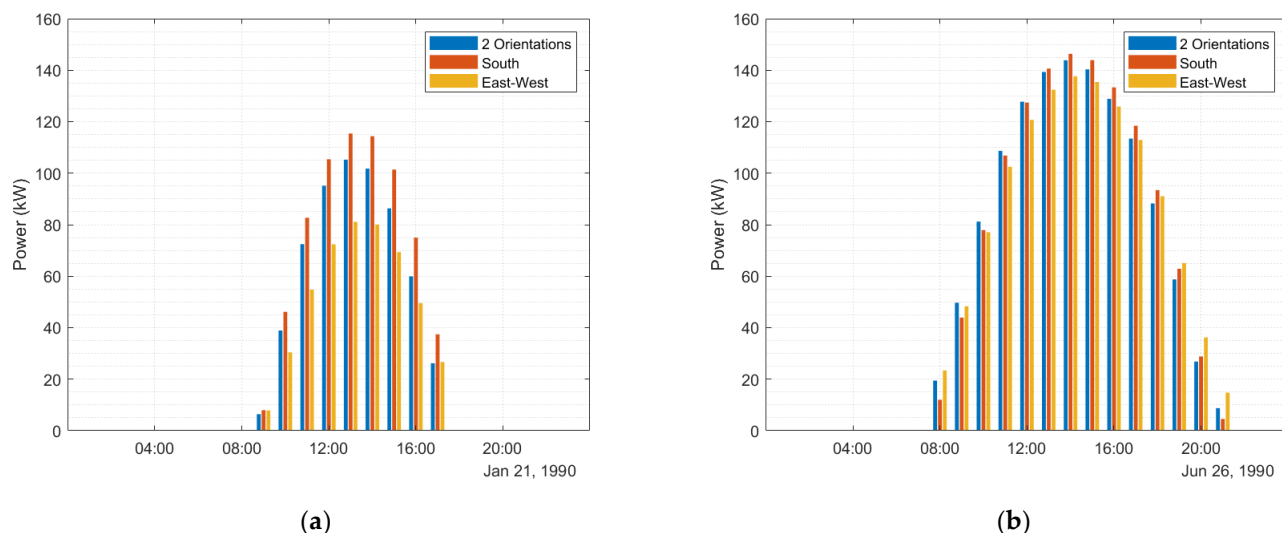 160
140
120
100
80
60
40
20
0
Power (kW)
2 Orientations
South
East-West
04:00
08:00
12:00
16:00
20:00
Jan 21, 1990
(a)
160
140
120
100
80
60
40
20
0
Power (kW)
2 Orientations
South
East-West
04:00
08:00
12:00
16:00
20:00
Jun 26, 1990
(b)